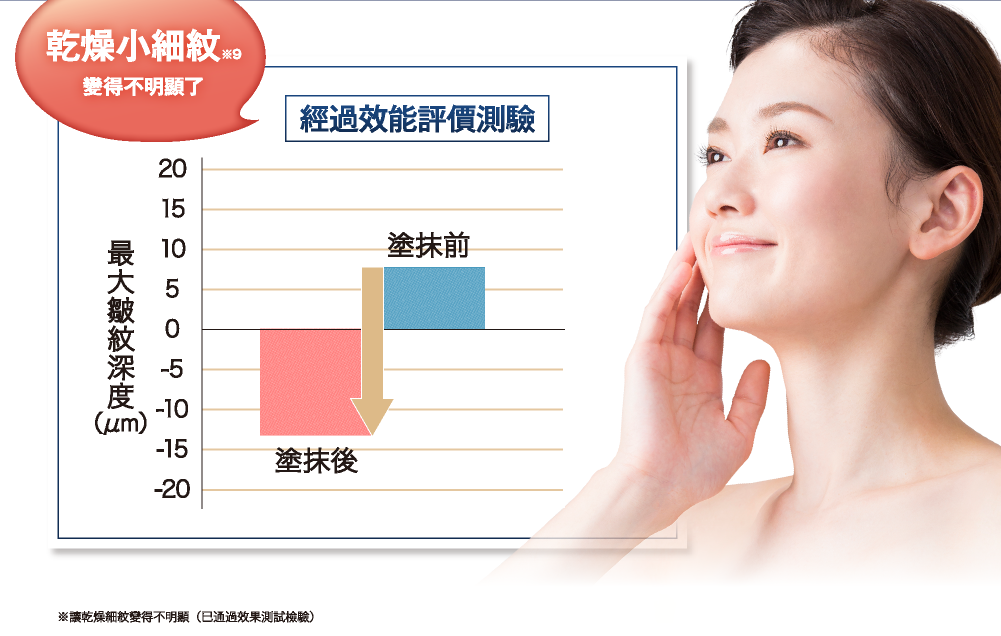 乾燥小細紋※9
變得不明顯了
經過效能評價測驗
20
15
10
5
0
-5
-10
-15
-20
最大皺紋深度
(μm)
塗抹前
塗抹後
※讓乾燥細紋變得不明顯（已通過效果測試檢驗）